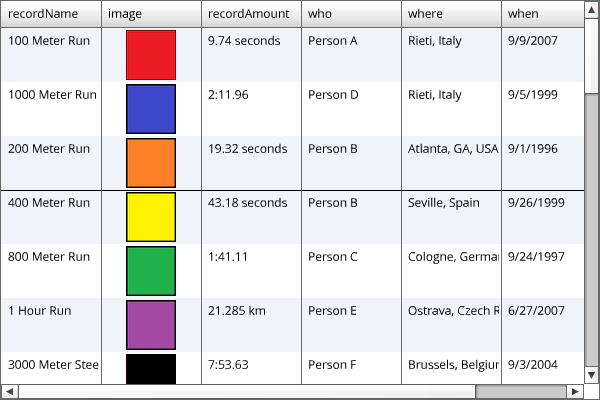 recordName image recordAmount who where when
100 Meter Run 9.74 seconds Person A Rieti, Italy 9/9/2007
1000 Meter Run 2:11.96 Person D Rieti, Italy 9/5/1999
200 Meter Run 19.32 seconds Person B Atlanta, GA, USA 9/1/1996
400 Meter Run 43.18 seconds Person B Seville, Spain 9/26/1999
800 Meter Run 1:41.11 Person C Cologne, Germa 9/24/1997
1 Hour Run 21.285 km Person E Ostrava, Czech R 6/27/2007
3000 Meter Stee 7:53.63 Person F Brussels, Belgiur 9/3/2004